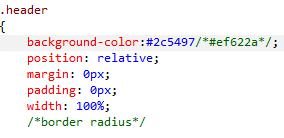 .header
{
background-color:#2c5497/*#ef622a*/;
position: relative;
margin: 0px;
padding: 0px;
width: 100%;
/*border radius*/